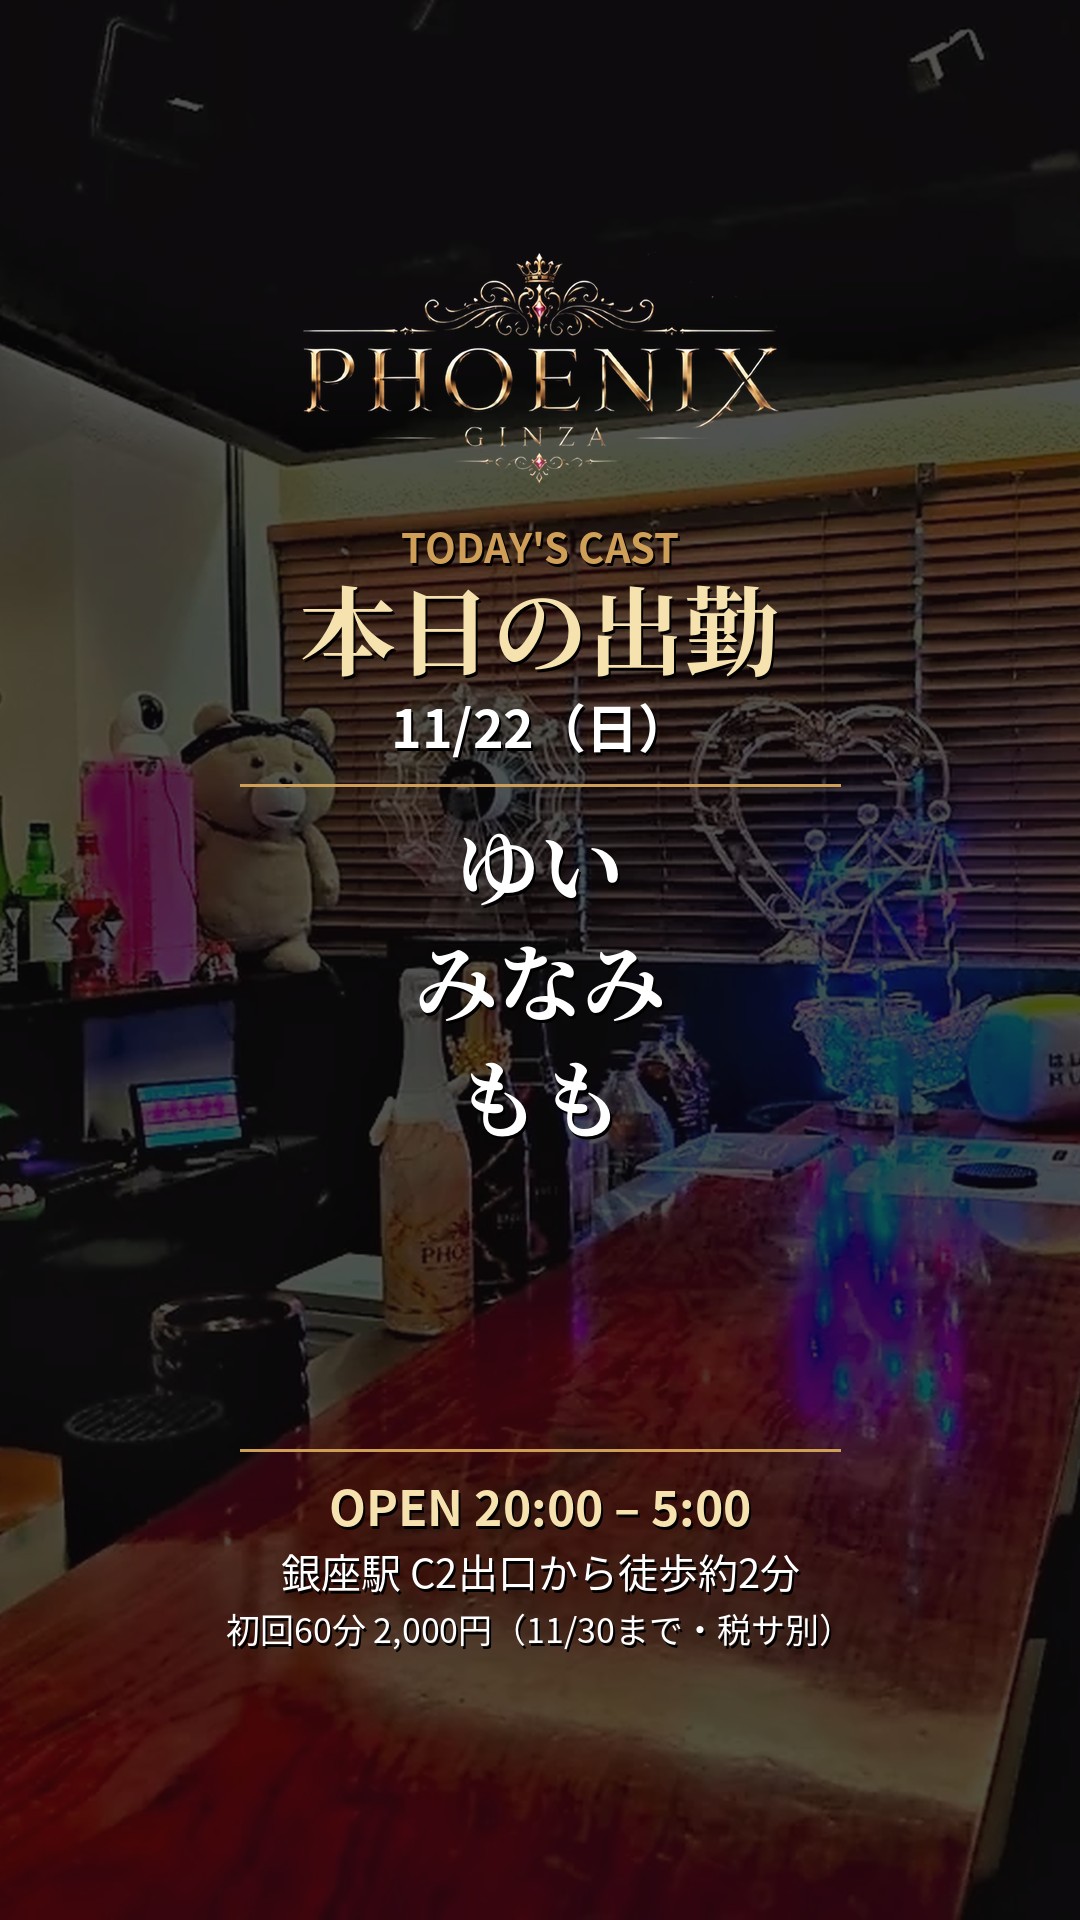 PHOENIX
GINZA
TODAY'S CAST
本日の出勤
11/22（日）
ゆい
みなみ
もも
OPEN 20:00 – 5:00
銀座駅 C2出口から徒歩約2分
初回60分 2,000円（11/30まで・税サ別）